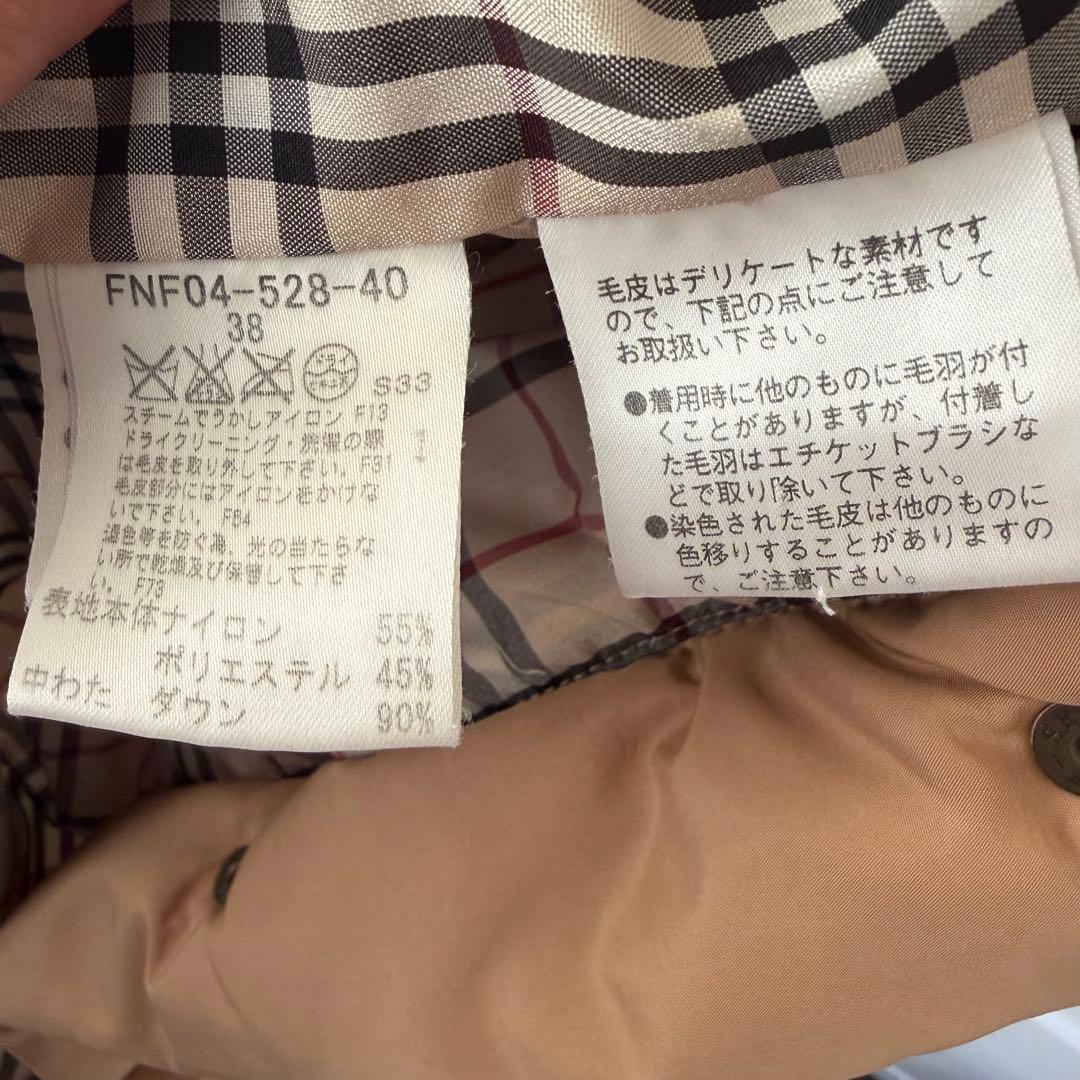 FNF04-528-40
38
ドライ
S33
スチームでうかしアイロン F13
ドライクリーニング 洗濯の際
は毛皮を取り外して下さい。F31
毛皮部分にはアイロンをかけな
いで下さい。F64
退色等を防ぐ為、光の当たらな
い所で乾燥及び保管して下さ
い。 F73
表地本体ナイロン 55%
ポリエステル 45%
中わた ダウン 90%
毛皮はデリケートな素材です
ので、下記の点にご注意して
お取扱い下さい。
●着用時に他のものに毛羽が付
くことがありますが、付着し
た毛羽はエチケットブラシな
どで取り除いて下さい。
●染色された毛皮は他のものに
色移りすることがありますの
で、ご注意下さい。